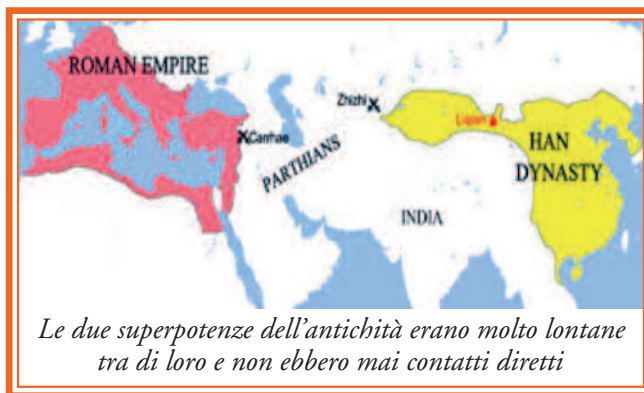 ROMAN EMPIRE
Zhizhi
Carrhae
Liqian
PARTHIANS
HAN
DYNASTY
INDIA
Le due superpotenze dell'antichità erano molto lontane
tra di loro e non ebbero mai contatti diretti